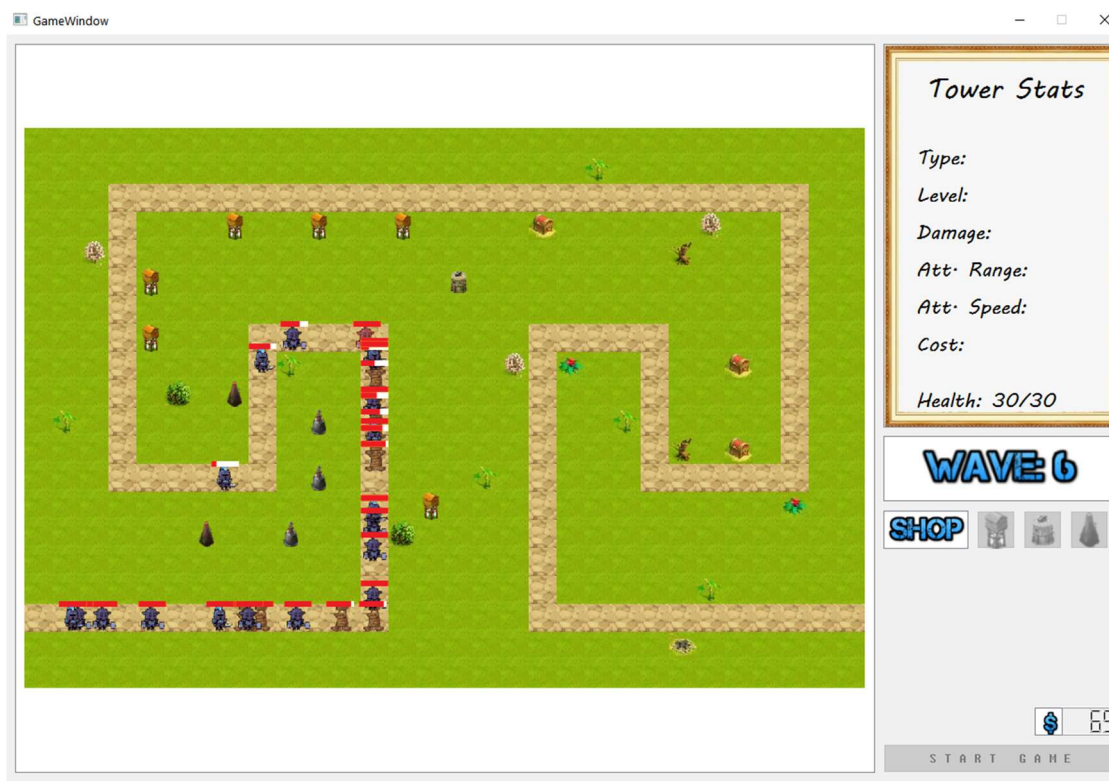 GameWindow
Tower Stats
Type:
Level:
Damage:
Att. Range:
Att. Speed:
Cost:
Health: 30/30
WAVE: 6
SHOP
$
START GAME